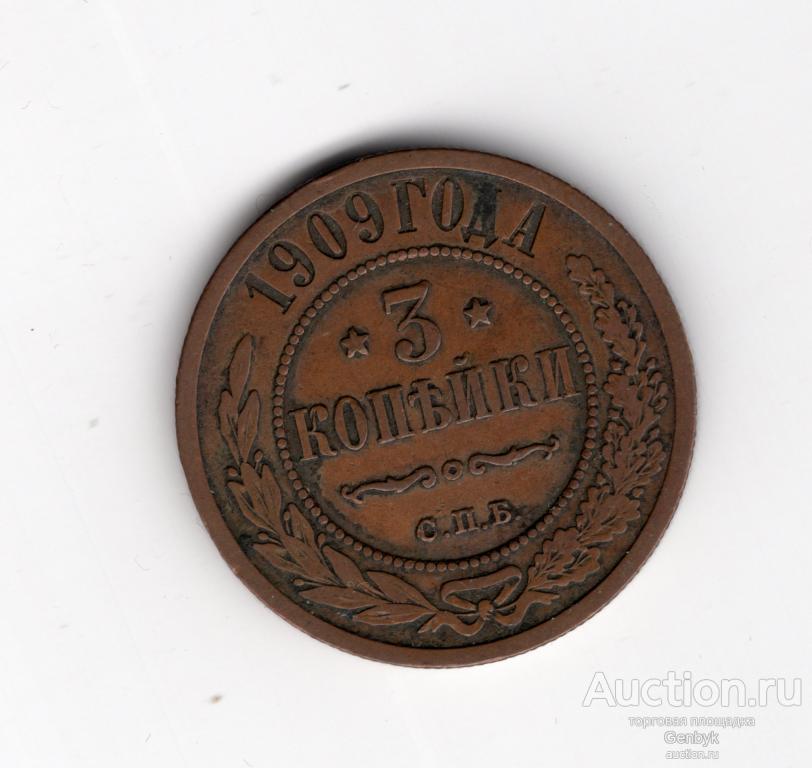 1909 ГОДА
3
КОПѢЙКИ
С.П.Б.
Auction.ru
торговая площадка
Genbyk
auction.ru